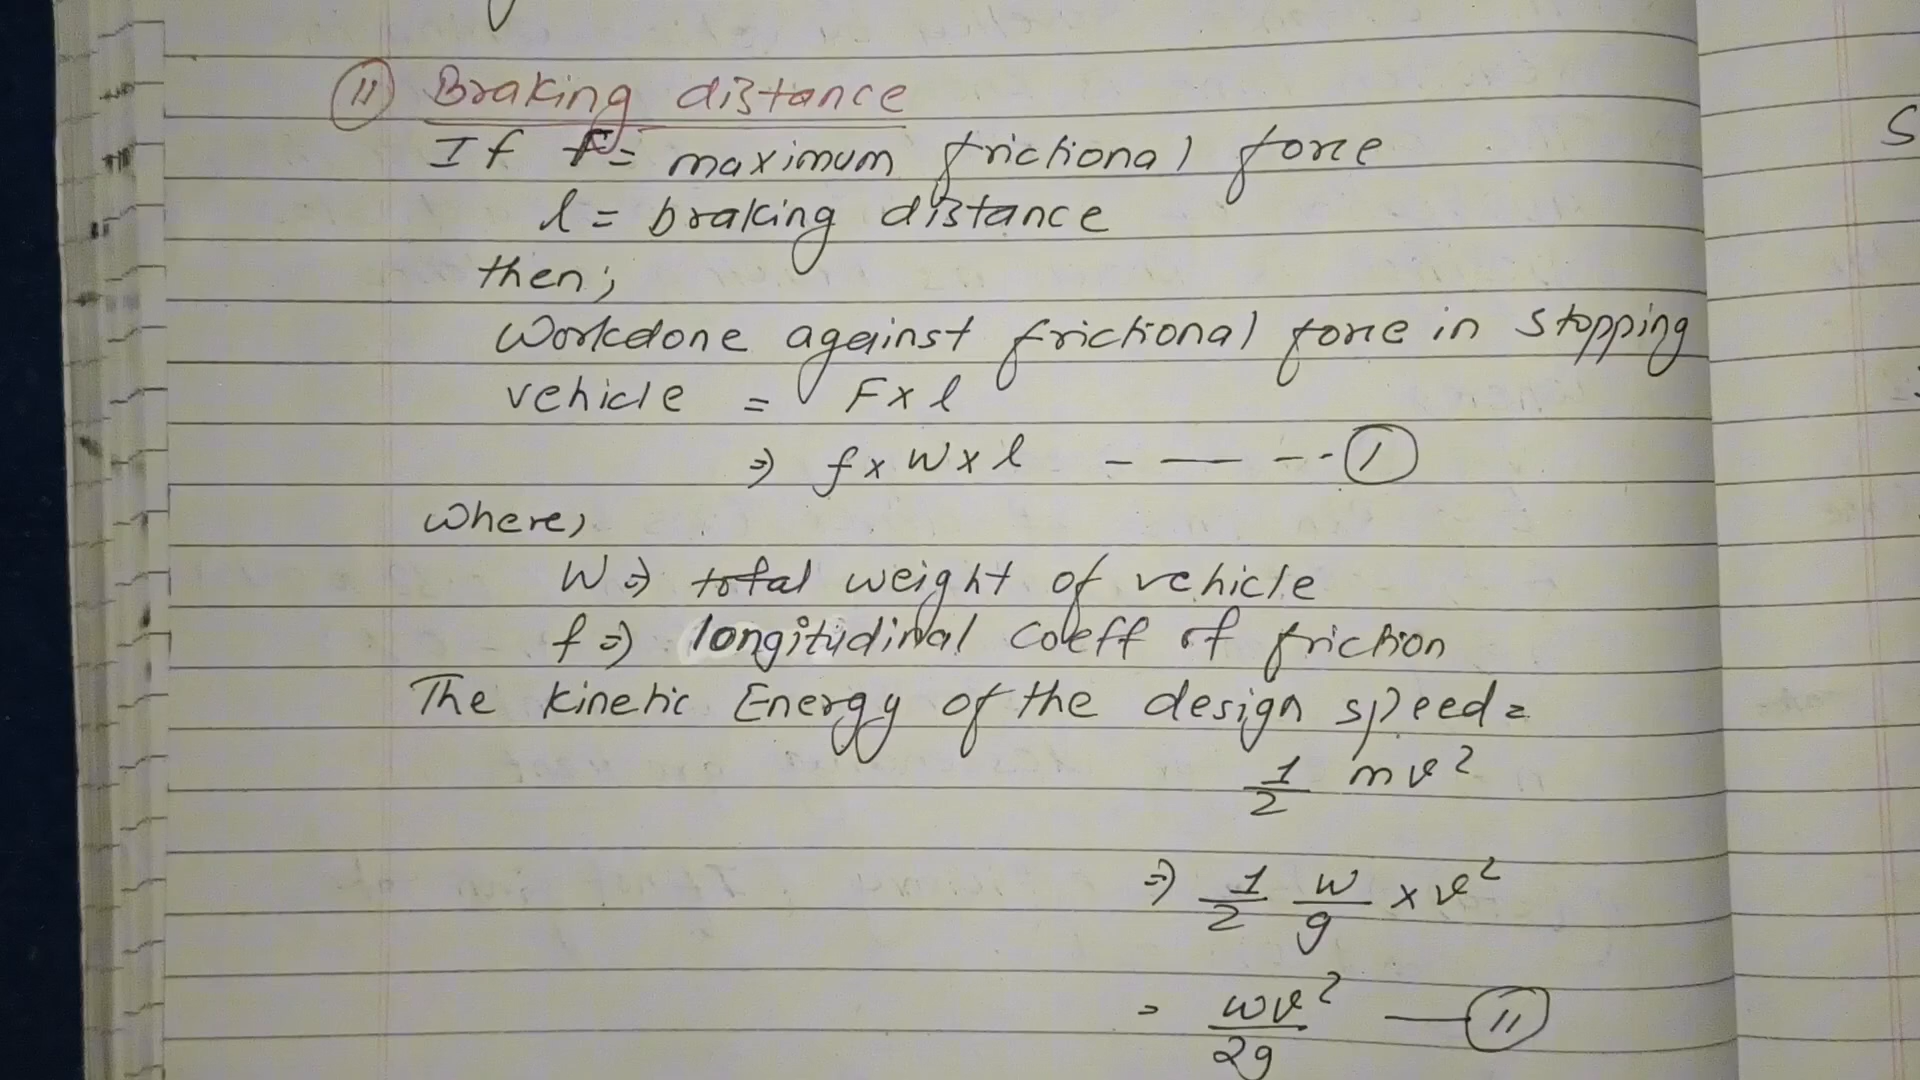 (II) Braking distance
If F = maximum frictional force
l = braking distance
then;
Workdone against frictional force in stopping
vehicle = F x l
⇒ f x W x l - — - - - (1)
where,
W ⇒ total weight of vehicle
f ⇒ longitudinal coeff of friction
The kinetic Energy of the design speed =
1/2 mv²
⇒ 1/2 w/g x v²
= wv²/2g — (II)
S